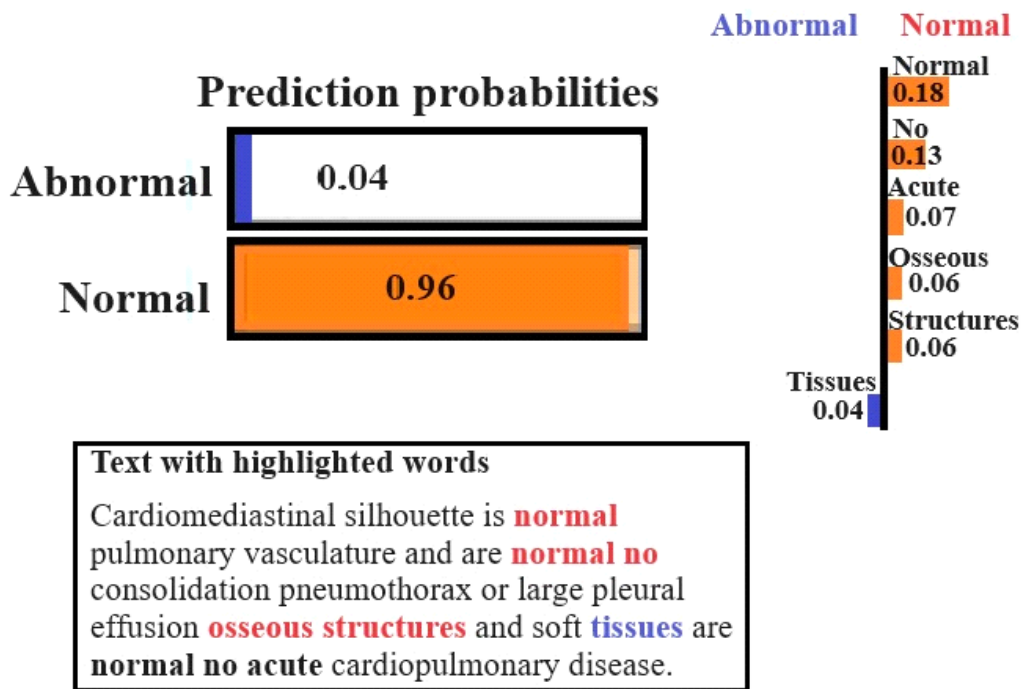 Abnormal Normal
Prediction probabilities
Abnormal 0.04
Normal 0.96
Normal
0.18
No
0.13
Acute
0.07
Osseous
0.06
Structures
0.06
Tissues
0.04
Text with highlighted words
Cardiomediastinal silhouette is normal
pulmonary vasculature and are normal no
consolidation pneumothorax or large pleural
effusion osseous structures and soft tissues are
normal no acute cardiopulmonary disease.